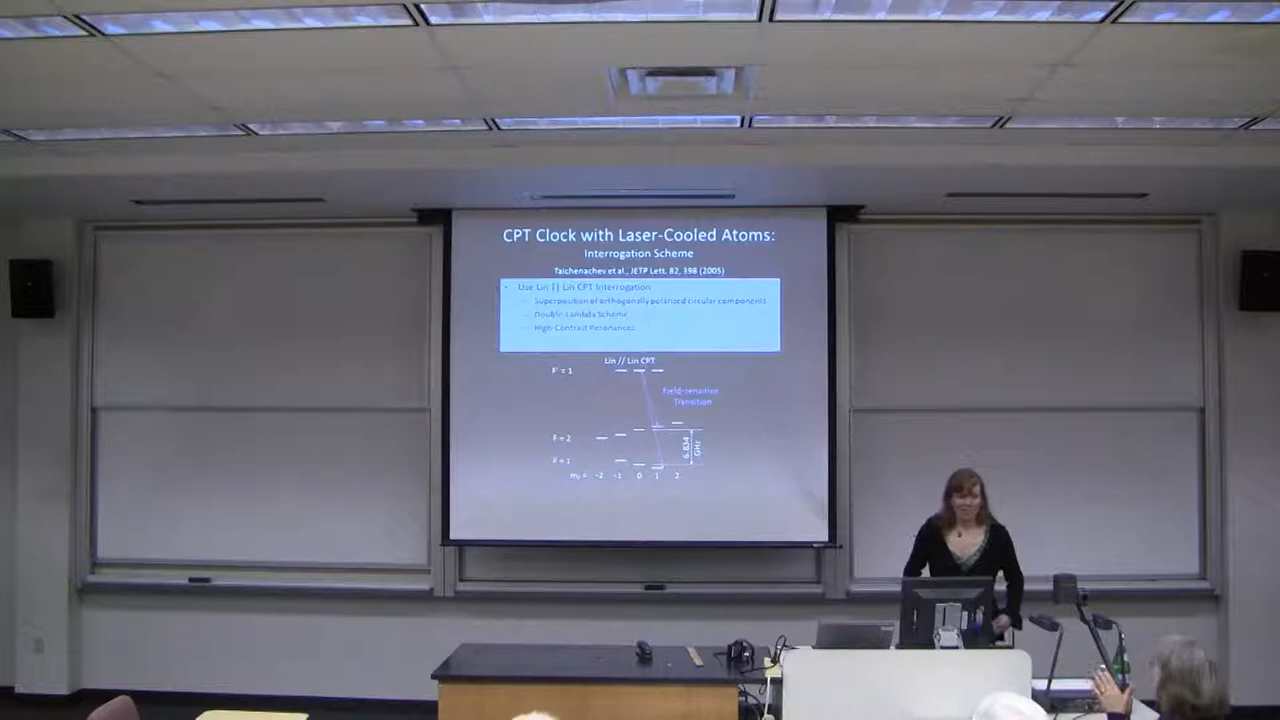 CPT Clock with Laser-Cooled Atoms:
Interrogation Scheme
Taichenachev et al., JETP Lett. 82, 398 (2005)
• Use Lin || Lin CPT Interrogation
– Superposition of orthogonally polarized circular components
– Double-Lambda Scheme
– High-Contrast Resonances
Lin // Lin CPT
F' = 1
Field-sensitive
Transition
F = 2
6.834
GHz
F = 1
-2 -1 0 1 2